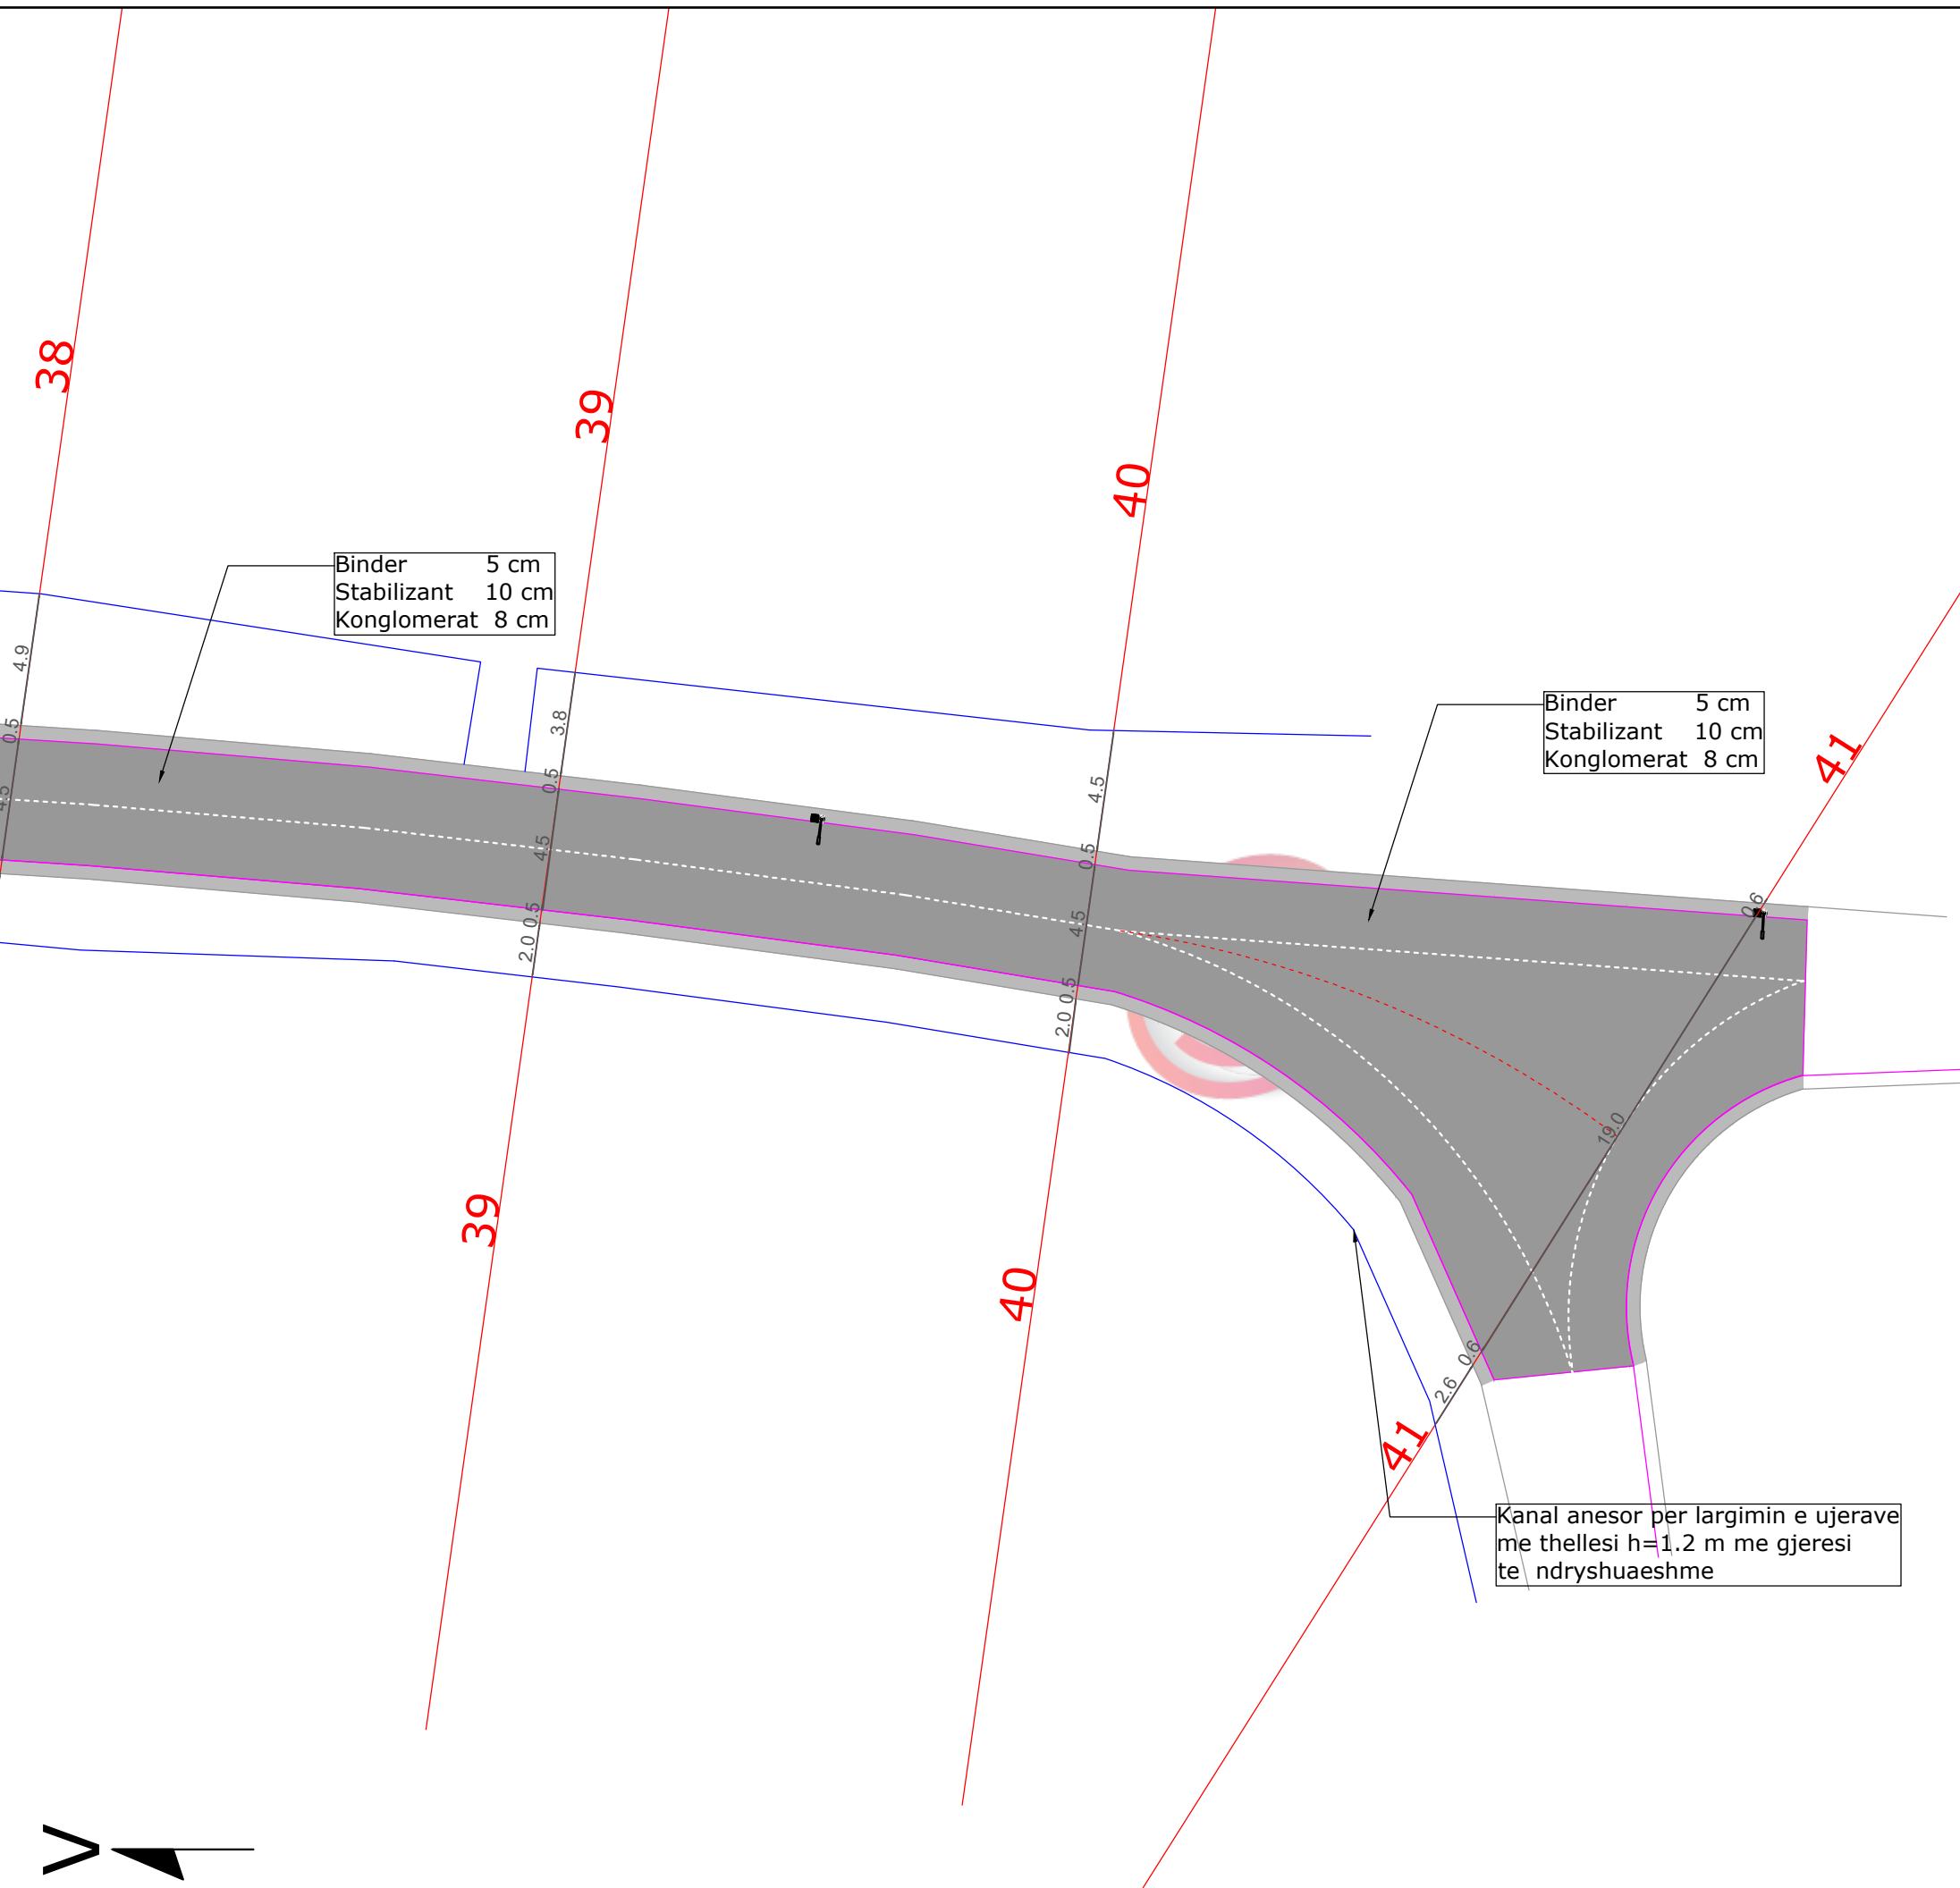 38
39
40
Binder 5 cm
Stabilizant 10 cm
Konglomerat 8 cm
Binder 5 cm
Stabilizant 10 cm
Konglomerat 8 cm
41
4.9
0.5
4.5
3.8
0.5
4.5
0.5
2.0
4.5
0.5
4.5
0.5
2.0
0.6
19.0
0.6
2.6
39
40
41
Kanal anesor per largimin e ujerave
me thellesi h=1.2 m me gjeresi
te ndryshuaeshme
V